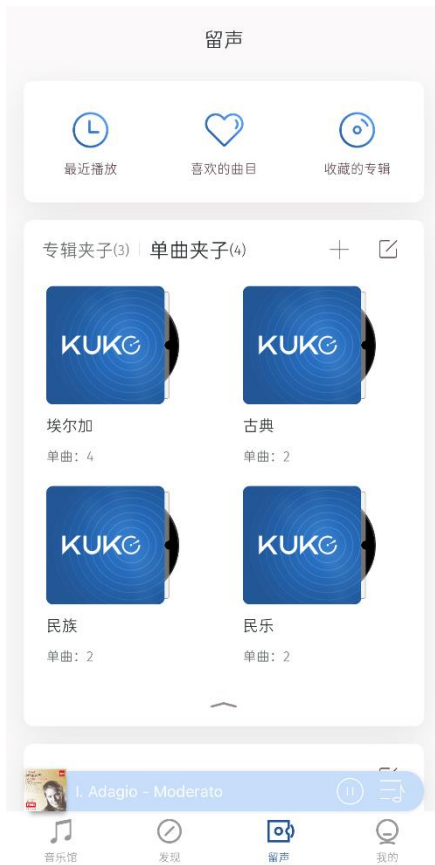 留声
最近播放
喜欢的曲目
收藏的专辑
专辑夹子(3)
单曲夹子(4)
KUKE
KUKE
埃尔加
古典
单曲：4
单曲：2
KUKE
KUKE
民族
民乐
单曲：2
单曲：2
I. Adagio - Moderato
音乐馆
发现
留声
我的